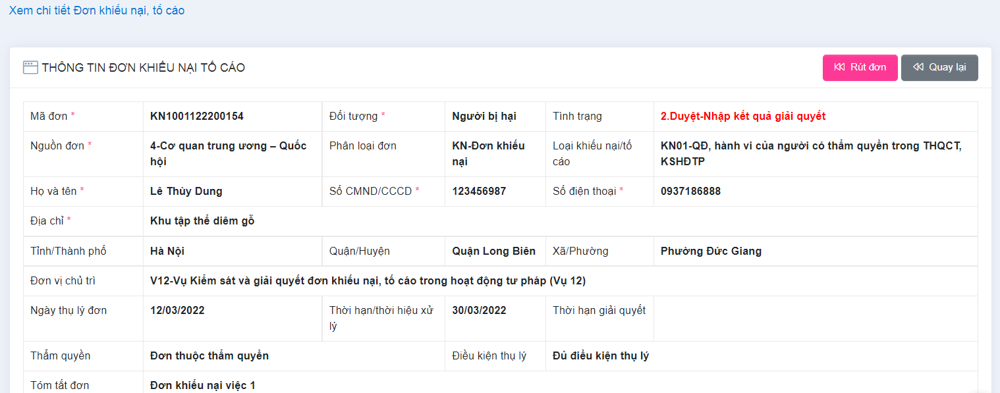 Xem chi tiết Đơn khiếu nại, tố cáo
THÔNG TIN ĐƠN KHIẾU NẠI TỐ CÁO
Rút đơn
Quay lại
Mã đơn * KN1001122200154 Đối tượng * Người bị hại Tình trạng 2.Duyệt-Nhập kết quả giải quyết
Nguồn đơn * 4-Cơ quan trung ương – Quốc hội Phân loại đơn KN-Đơn khiếu nại Loại khiếu nại/tố cáo KN01-QĐ, hành vi của người có thẩm quyền trong THQCT, KSHĐTP
Họ và tên * Lê Thùy Dung Số CMND/CCCD * 123456987 Số điện thoại * 0937186888
Địa chỉ * Khu tập thể diêm gỗ
Tỉnh/Thành phố Hà Nội Quận/Huyện Quận Long Biên Xã/Phường Phường Đức Giang
Đơn vị chủ trì V12-Vụ Kiểm sát và giải quyết đơn khiếu nại, tố cáo trong hoạt động tư pháp (Vụ 12)
Ngày thụ lý đơn 12/03/2022 Thời hạn/thời hiệu xử lý 30/03/2022 Thời hạn giải quyết
Thẩm quyền Đơn thuộc thẩm quyền Điều kiện thụ lý Đủ điều kiện thụ lý
Tóm tắt đơn Đơn khiếu nại việc 1